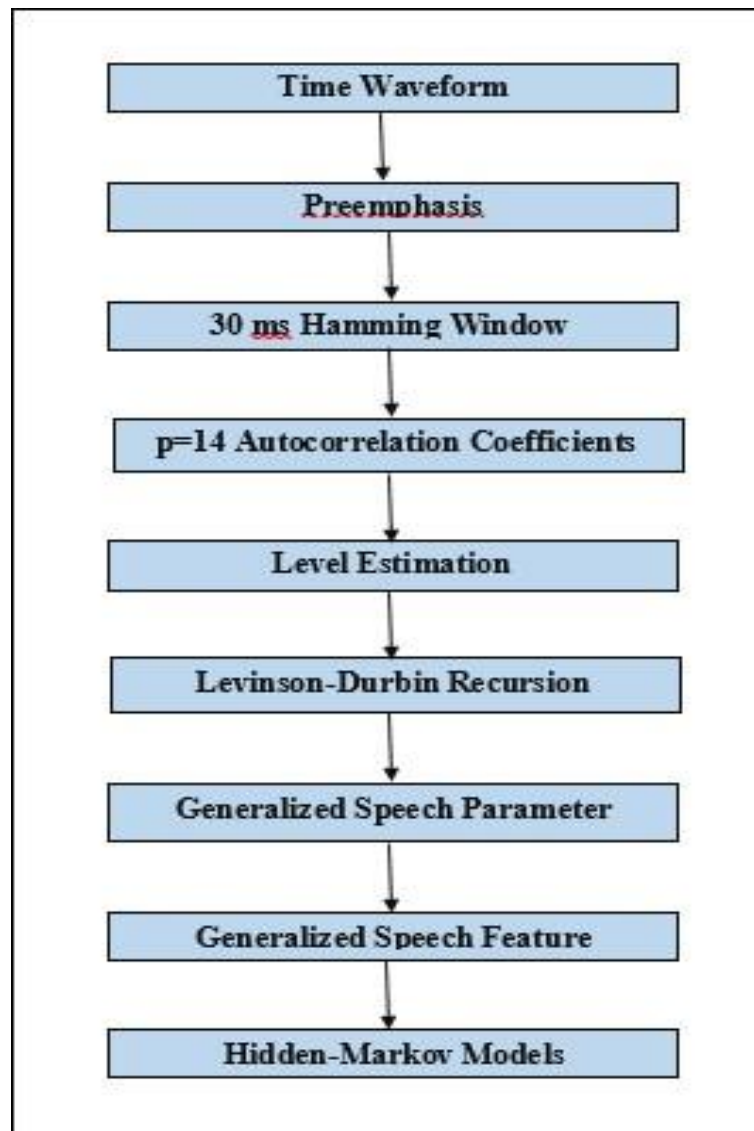 Time Waveform
Preemphasis
30 ms Hamming Window
p=14 Autocorrelation Coefficients
Level Estimation
Levinson-Durbin Recursion
Generalized Speech Parameter
Generalized Speech Feature
Hidden-Markov Models